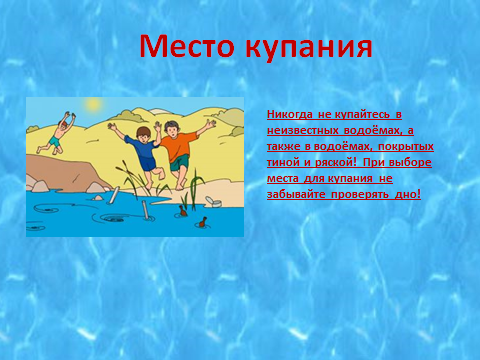 Место купания
Никогда не купайтесь в
неизвестных водоёмах, а
также в водоёмах, покрытых
тиной и ряской! При выборе
места для купания не
забывайте проверять дно!